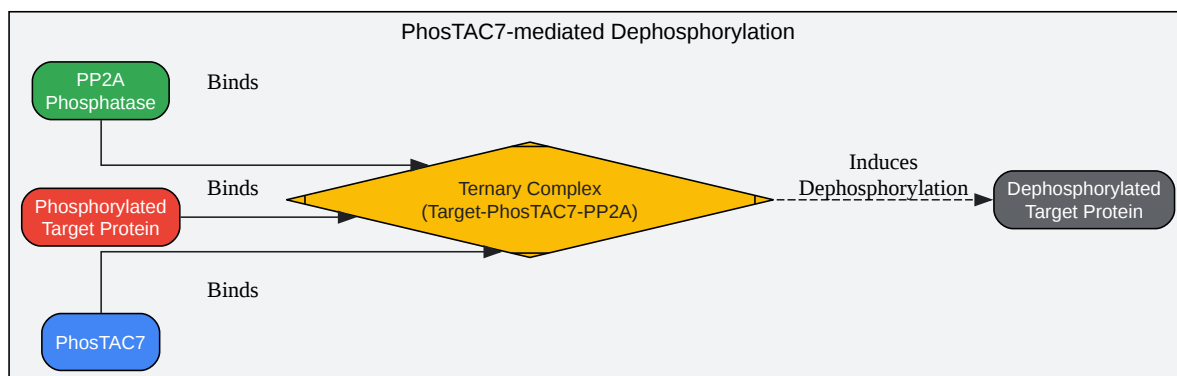 PhosTAC7-mediated Dephosphorylation
PP2A
Phosphatase
Binds
Phosphorylated
Target Protein
Binds
PhosTAC7
Binds
Ternary Complex
(Target-PhosTAC7-PP2A)
Induces
Dephosphorylation
Dephosphorylated
Target Protein